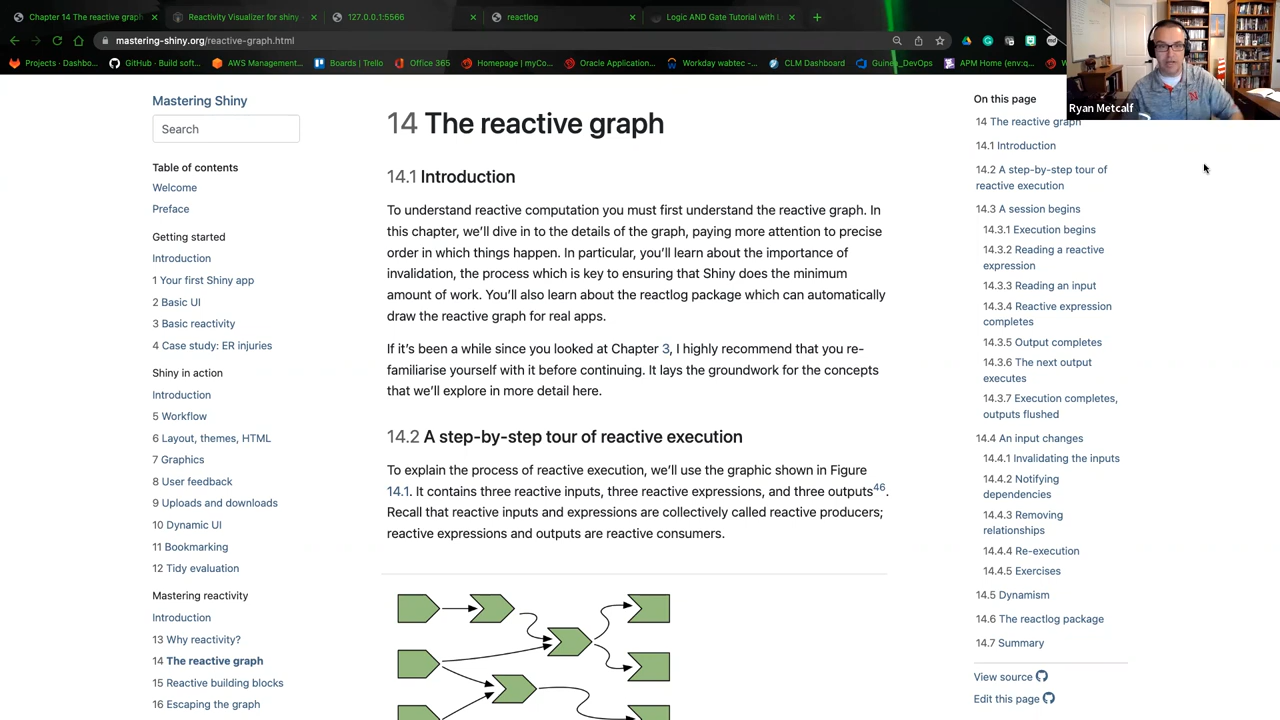 Chapter 14 The reactive graph
Reactivity Visualizer for shiny
127.0.0.1:5566
reactlog
Logic AND Gate Tutorial with
mastering-shiny.org/reactive-graph.html
Projects · Dashbo...
GitHub · Build soft...
AWS Management...
Boards | Trello
Office 365
Homepage | myCo...
Oracle Application...
Workday wabtec -...
CLM Dashboard
Guinea_DevOps
APM Home (env:q...
Ryan Metcalf
Mastering Shiny
Search
Table of contents
Welcome
Preface
Getting started
Introduction
1 Your first Shiny app
2 Basic UI
3 Basic reactivity
4 Case study: ER injuries
Shiny in action
Introduction
5 Workflow
6 Layout, themes, HTML
7 Graphics
8 User feedback
9 Uploads and downloads
10 Dynamic UI
11 Bookmarking
12 Tidy evaluation
Mastering reactivity
Introduction
13 Why reactivity?
14 The reactive graph
15 Reactive building blocks
16 Escaping the graph
14 The reactive graph
14.1 Introduction
To understand reactive computation you must first understand the reactive graph. In
this chapter, we’ll dive in to the details of the graph, paying more attention to precise
order in which things happen. In particular, you’ll learn about the importance of
invalidation, the process which is key to ensuring that Shiny does the minimum
amount of work. You’ll also learn about the reactlog package which can automatically
draw the reactive graph for real apps.
If it’s been a while since you looked at Chapter 3, I highly recommend that you re-
familiarise yourself with it before continuing. It lays the groundwork for the concepts
that we’ll explore in more detail here.
14.2 A step-by-step tour of reactive execution
To explain the process of reactive execution, we’ll use the graphic shown in Figure
14.1. It contains three reactive inputs, three reactive expressions, and three outputs46.
Recall that reactive inputs and expressions are collectively called reactive producers;
reactive expressions and outputs are reactive consumers.
On this page
14 The reactive graph
14.1 Introduction
14.2 A step-by-step tour of
reactive execution
14.3 A session begins
14.3.1 Execution begins
14.3.2 Reading a reactive
expression
14.3.3 Reading an input
14.3.4 Reactive expression
completes
14.3.5 Output completes
14.3.6 The next output
executes
14.3.7 Execution completes,
outputs flushed
14.4 An input changes
14.4.1 Invalidating the inputs
14.4.2 Notifying
dependencies
14.4.3 Removing
relationships
14.4.4 Re-execution
14.4.5 Exercises
14.5 Dynamism
14.6 The reactlog package
14.7 Summary
View source
Edit this page